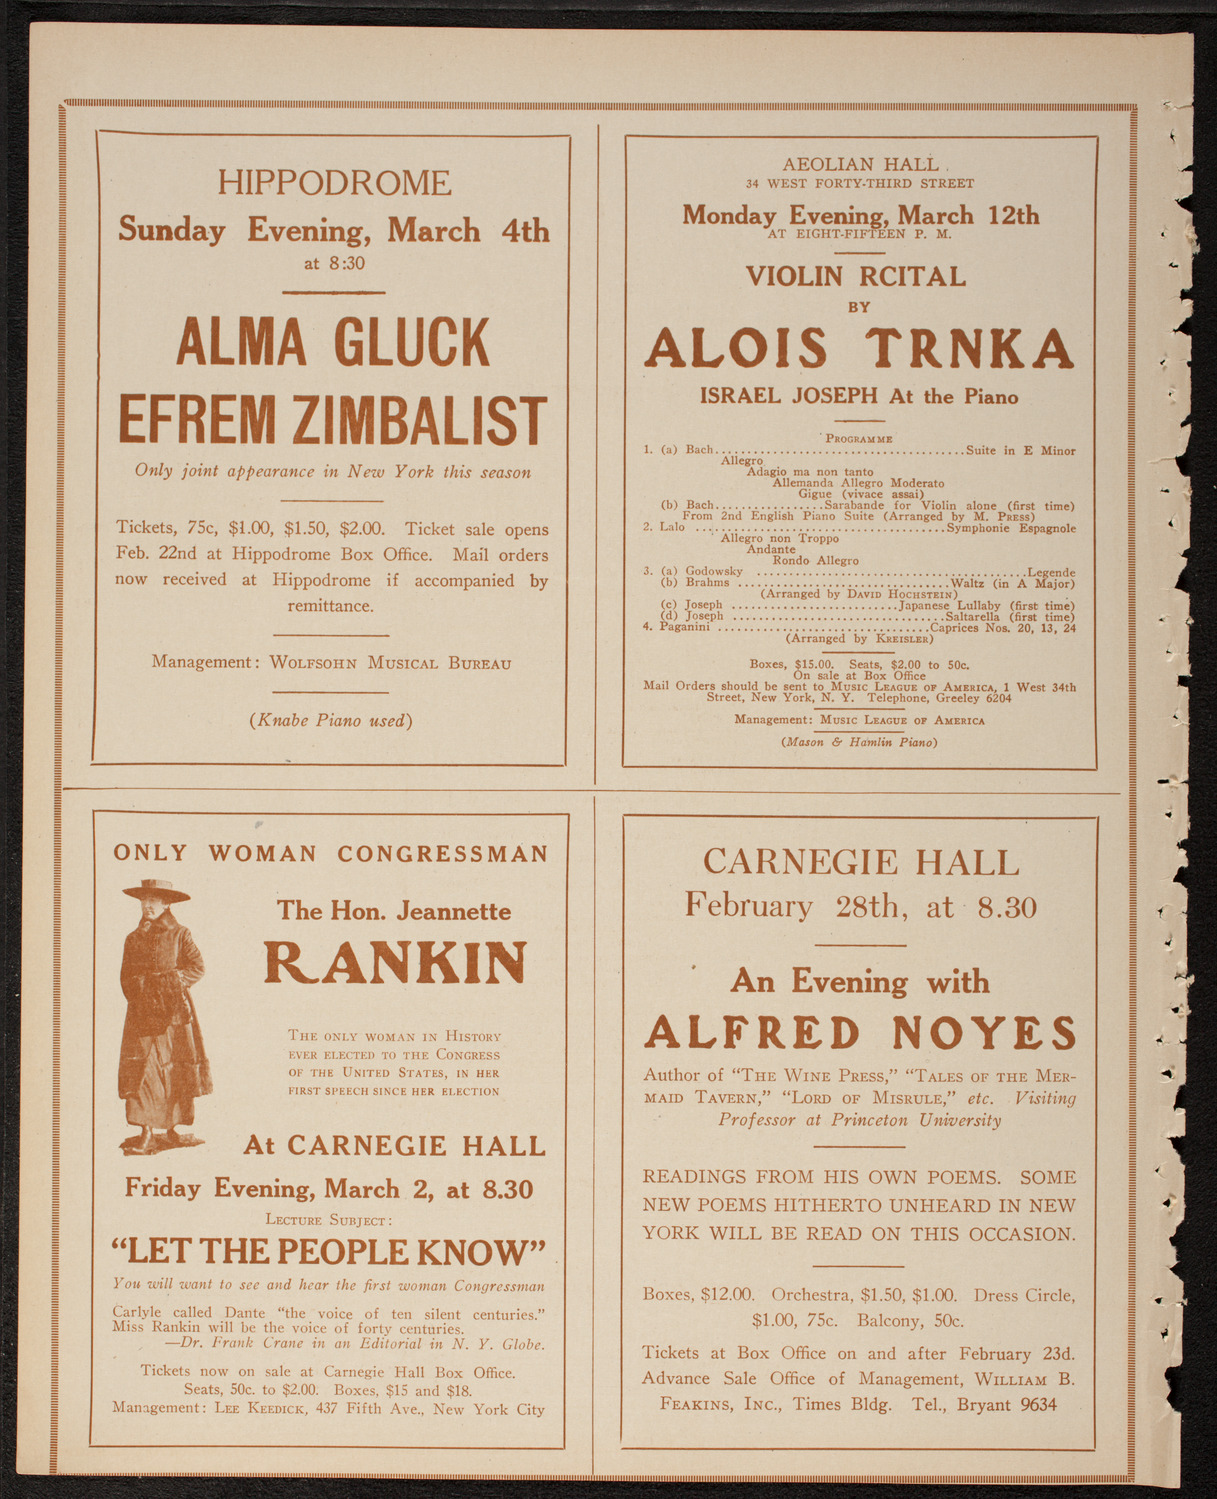 HIPPODROME
Sunday Evening, March 4th
at 8:30
ALMA GLUCK
EFREM ZIMBALIST
Only joint appearance in New York this season
Tickets, 75c, $1.00, $1.50, $2.00. Ticket sale opens
Feb. 22nd at Hippodrome Box Office. Mail orders
now received at Hippodrome if accompanied by
remittance.
Management: WOLFSOHN MUSICAL BUREAU
(Knabe Piano used)
AEOLIAN HALL
34 WEST FORTY-THIRD STREET
Monday Evening, March 12th
AT EIGHT-FIFTEEN P. M.
VIOLIN RCITAL
BY
ALOIS TRNKA
ISRAEL JOSEPH At the Piano
PROGRAMME
1. (a) Bach.......................................Suite in E Minor
Allegro
Adagio ma non tanto
Allemanda Allegro Moderato
Gigue (vivace assai)
(b) Bach.................Sarabande for Violin alone (first time)
From 2nd English Piano Suite (Arranged by M. PRESS)
2. Lalo .......................................Symphonie Espagnole
Allegro non Troppo
Andante
Rondo Allegro
3. (a) Godowsky ..........................................Legende
(b) Brahms .................................Waltz (in A Major)
(Arranged by DAVID HOCHSTEIN)
(c) Joseph ..........................Japanese Lullaby (first time)
(d) Joseph .................................Saltarella (first time)
4. Paganini .................................Caprices Nos. 20, 13, 24
(Arranged by KREISLER)
Boxes, $15.00. Seats, $2.00 to 50c.
On sale at Box Office
Mail Orders should be sent to MUSIC LEAGUE OF AMERICA, 1 West 34th
Street, New York, N. Y. Telephone, Greeley 6204
Management: MUSIC LEAGUE OF AMERICA
(Mason & Hamlin Piano)
ONLY WOMAN CONGRESSMAN
The Hon. Jeannette
RANKIN
THE ONLY WOMAN IN HISTORY
EVER ELECTED TO THE CONGRESS
OF THE UNITED STATES, IN HER
FIRST SPEECH SINCE HER ELECTION
At CARNEGIE HALL
Friday Evening, March 2, at 8.30
LECTURE SUBJECT:
“LET THE PEOPLE KNOW”
You will want to see and hear the first woman Congressman
Carlyle called Dante “the voice of ten silent centuries.”
Miss Rankin will be the voice of forty centuries.
—Dr. Frank Crane in an Editorial in N. Y. Globe.
Tickets now on sale at Carnegie Hall Box Office.
Seats, 50c. to $2.00. Boxes, $15 and $18.
Management: LEE KEEDICK, 437 Fifth Ave., New York City
CARNEGIE HALL
February 28th, at 8.30
An Evening with
ALFRED NOYES
Author of “THE WINE PRESS,” “TALES OF THE MER-
MAID TAVERN,” “LORD OF MISRULE,” etc. Visiting
Professor at Princeton University
READINGS FROM HIS OWN POEMS. SOME
NEW POEMS HITHERTO UNHEARD IN NEW
YORK WILL BE READ ON THIS OCCASION.
Boxes, $12.00. Orchestra, $1.50, $1.00. Dress Circle,
$1.00, 75c. Balcony, 50c.
Tickets at Box Office on and after February 23d.
Advance Sale Office of Management, WILLIAM B.
FEAKINS, INC., Times Bldg. Tel., Bryant 9634